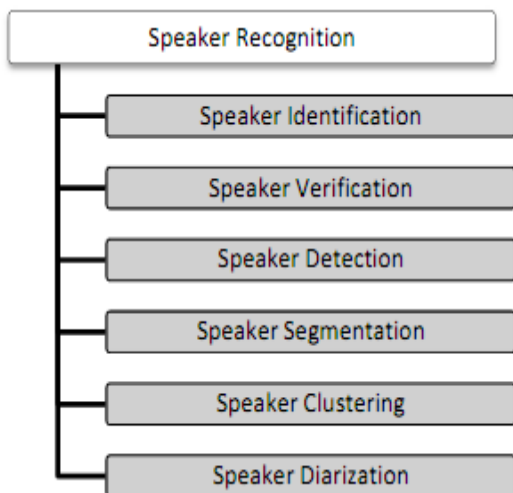 Speaker Recognition
Speaker Identification
Speaker Verification
Speaker Detection
Speaker Segmentation
Speaker Clustering
Speaker Diarization